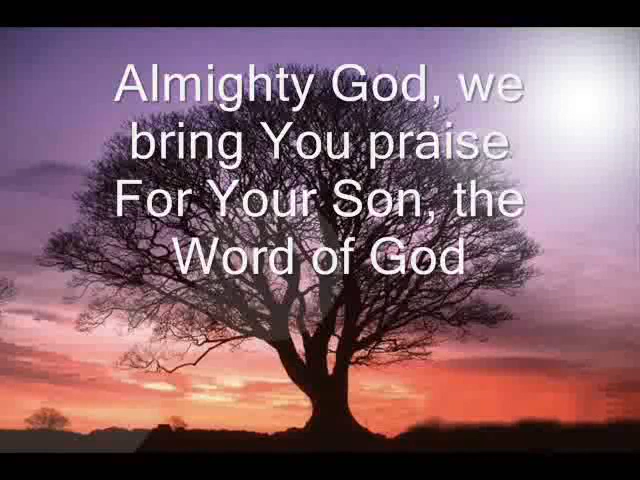 Almighty God, we
bring You praise
For Your Son, the
Word of God